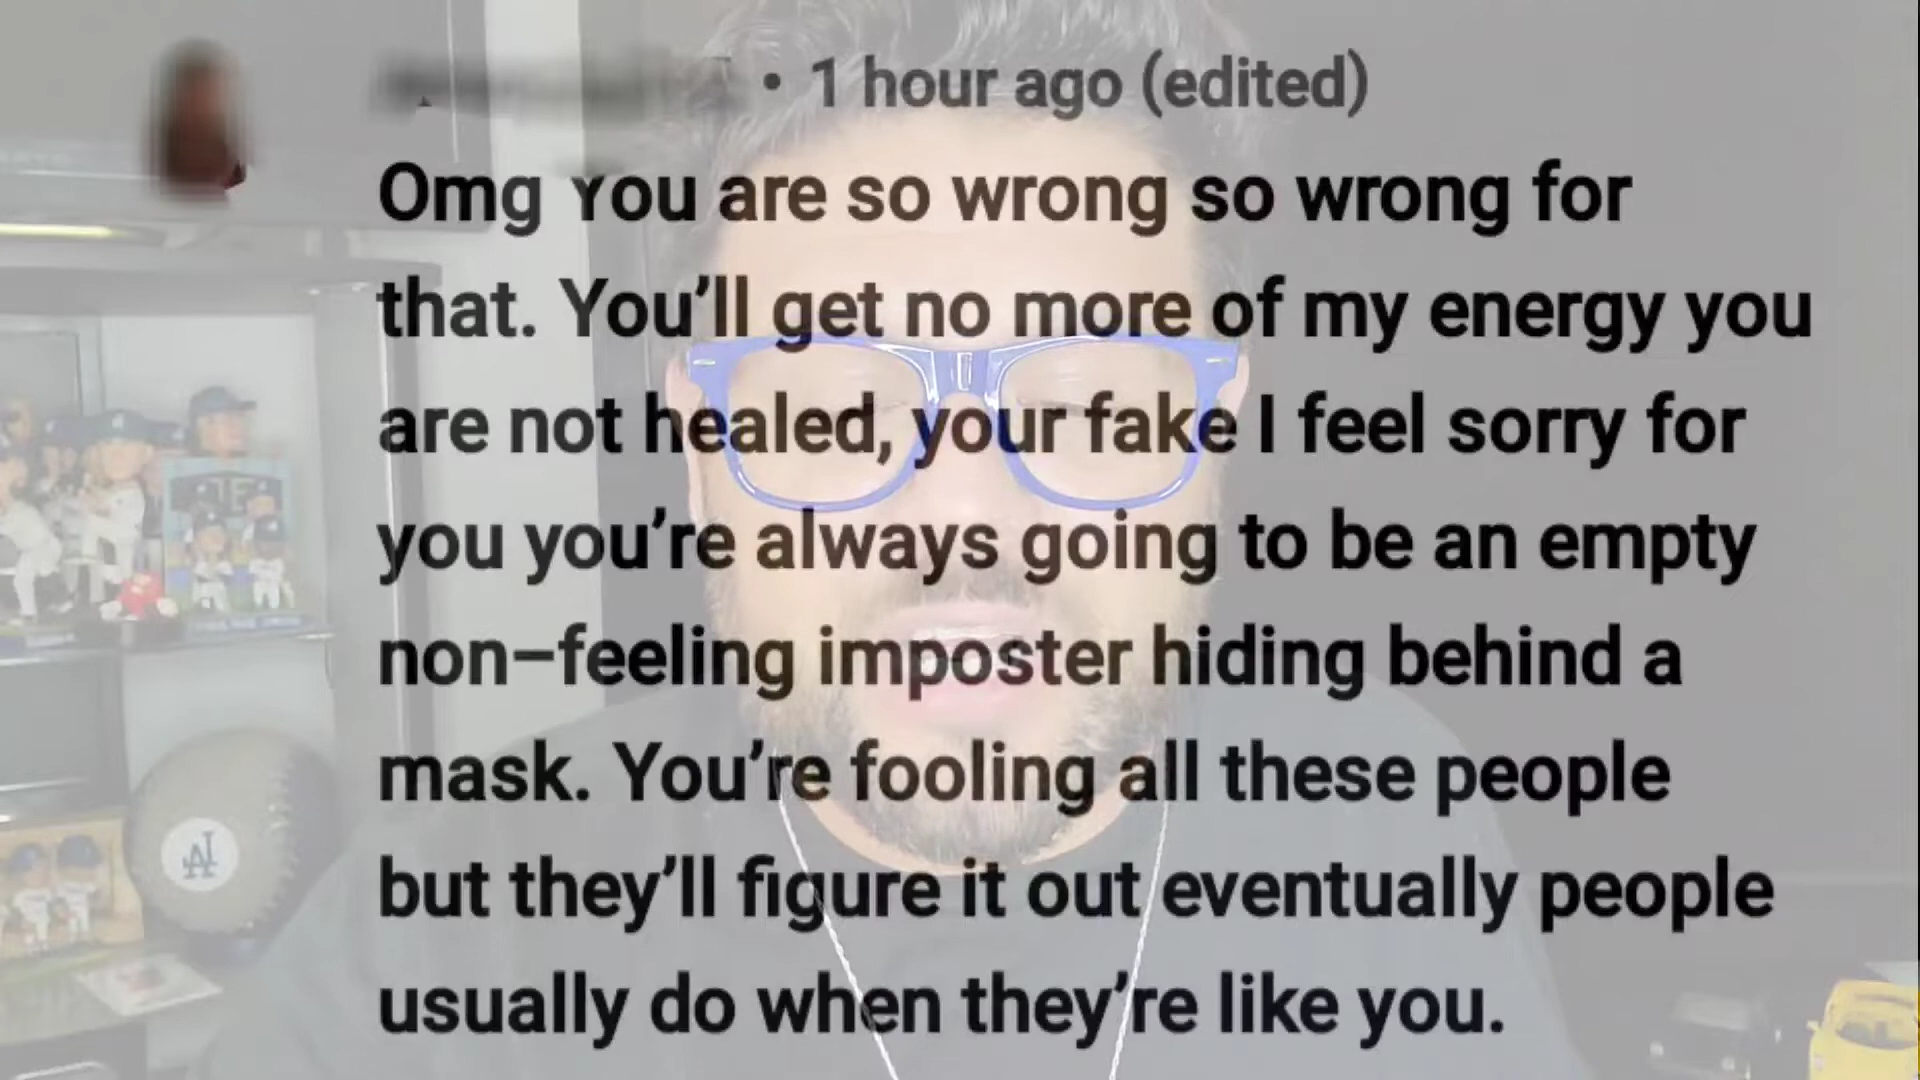 • 1 hour ago (edited)
Omg You are so wrong so wrong for
that. You’ll get no more of my energy you
are not healed, your fake I feel sorry for
you you’re always going to be an empty
non–feeling imposter hiding behind a
mask. You’re fooling all these people
but they’ll figure it out eventually people
usually do when they’re like you.
LA